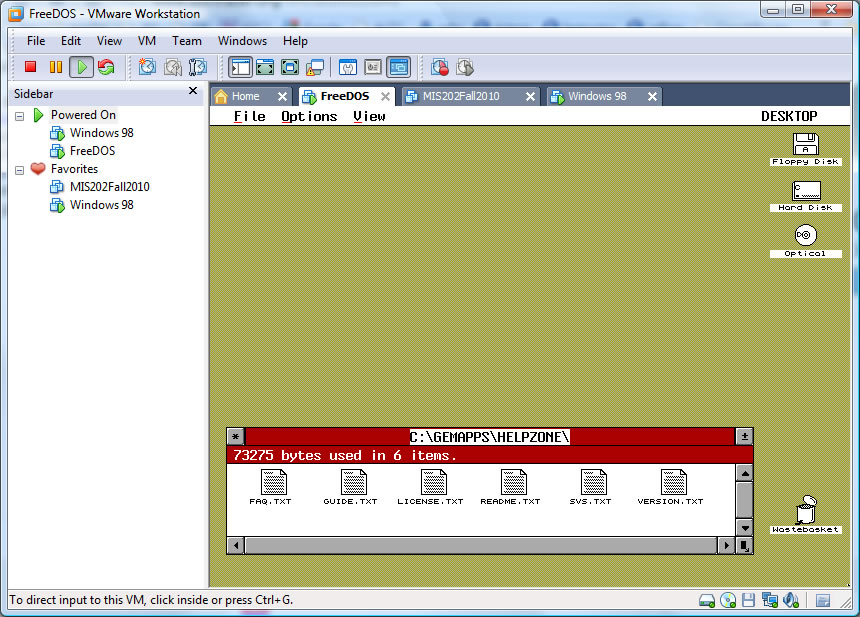 FreeDOS - VMware Workstation
File Edit View VM Team Windows Help
Sidebar
Powered On
Windows 98
FreeDOS
Favorites
MIS202Fall2010
Windows 98
Home FreeDOS MIS202Fall2010 Windows 98
File Options View DESKTOP
A
Floppy Disk
C
Hard Disk
Optical
C:\GEMAPPS\HELPZONE\
73275 bytes used in 6 items.
FAQ.TXT GUIDE.TXT LICENSE.TXT README.TXT SVS.TXT VERSION.TXT
Wastebasket
To direct input to this VM, click inside or press Ctrl+G.